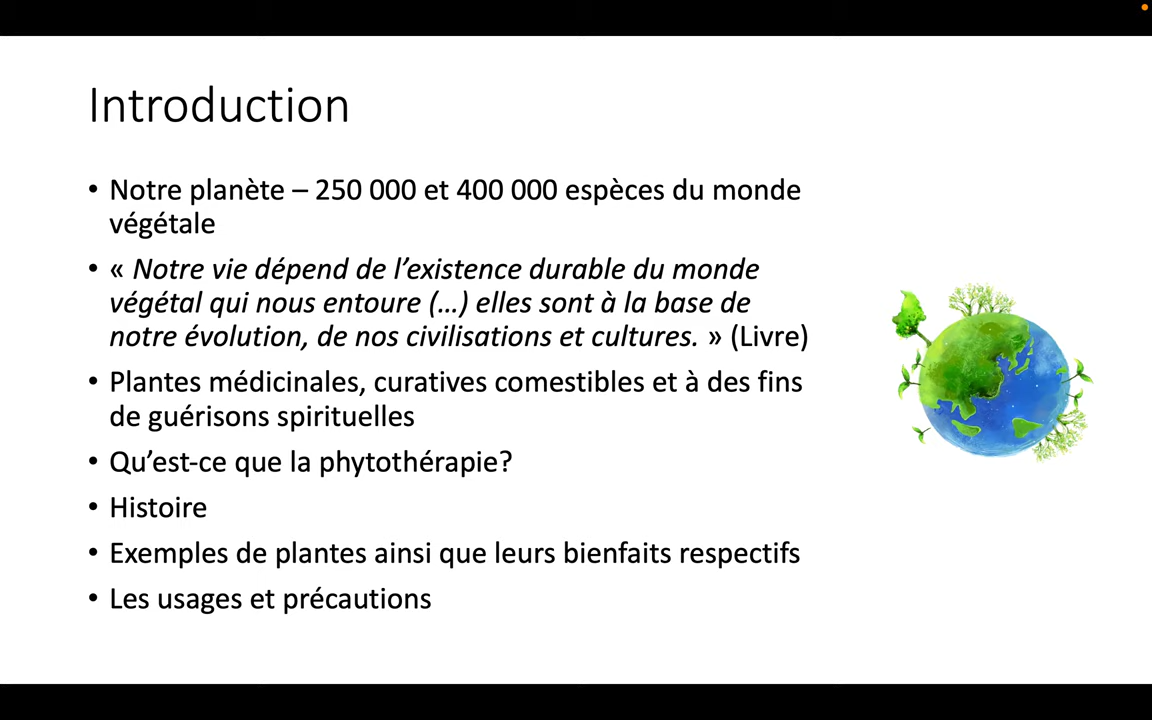 Introduction
• Notre planète – 250 000 et 400 000 espèces du monde
végétale
• « Notre vie dépend de l’existence durable du monde
végétal qui nous entoure (…) elles sont à la base de
notre évolution, de nos civilisations et cultures. » (Livre)
• Plantes médicinales, curatives comestibles et à des fins
de guérisons spirituelles
• Qu’est-ce que la phytothérapie?
• Histoire
• Exemples de plantes ainsi que leurs bienfaits respectifs
• Les usages et précautions